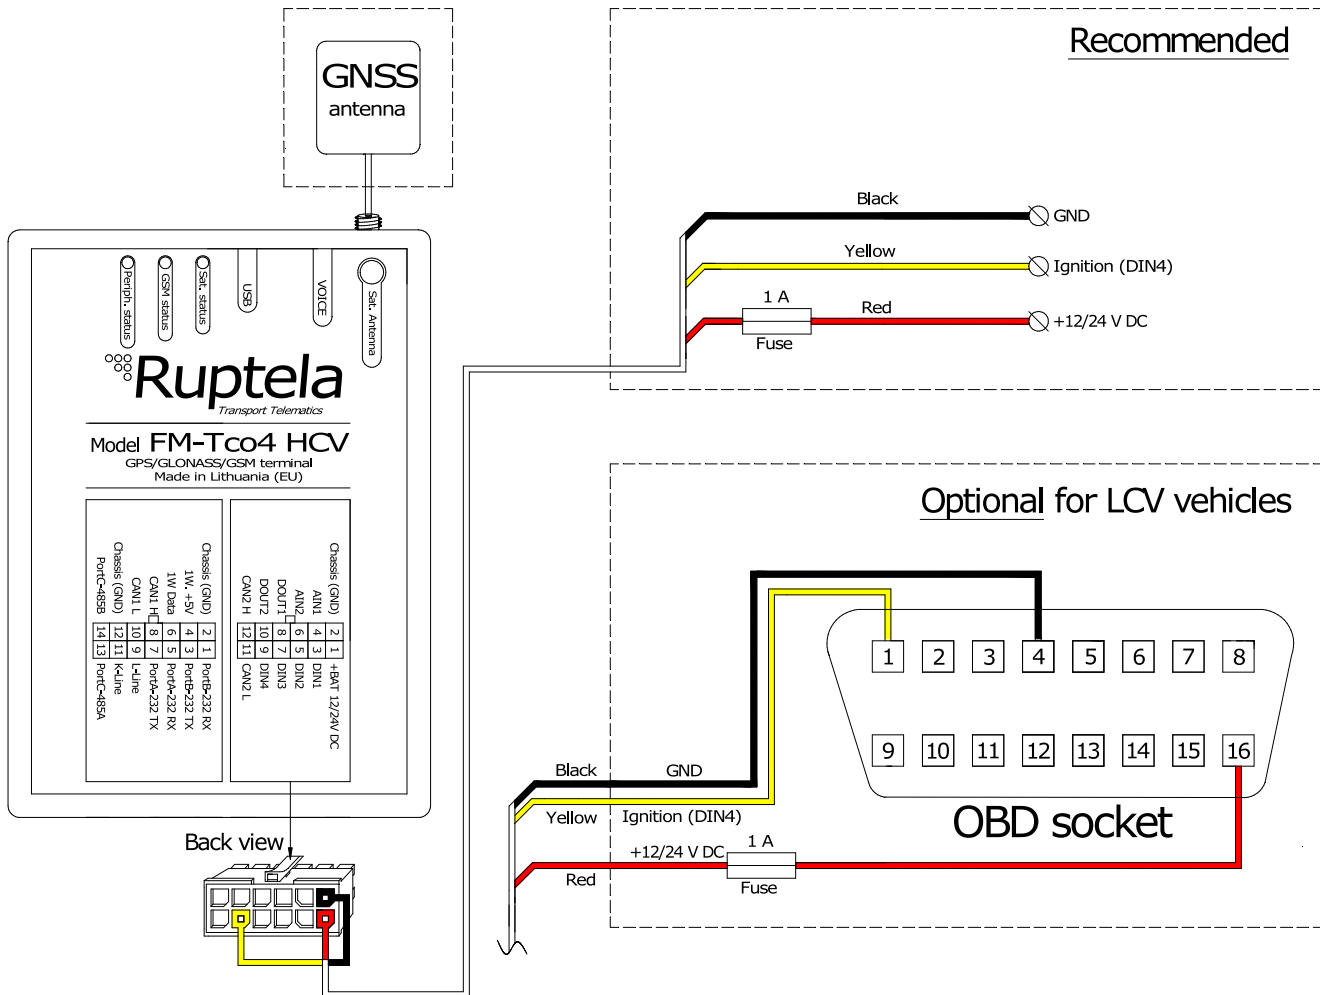 GNSS
antenna
Recommended
Black
GND
Yellow
Ignition (DIN4)
1 A
Red
+12/24 V DC
Fuse
Periph. status
GSM status
Sat. status
USB
VOICE
Sat. Antenna
Ruptela
Transport Telematics
Model FM-Tco4 HCV
GPS/GLONASS/GSM terminal
Made in Lithuania (EU)
Chassis (GND) 2 1 PortB-232 RX
1W. +5V 4 3 PortB-232 TX
1W Data 6 5 PortA-232 RX
CAN1 H 8 7 PortA-232 TX
CAN1 L 10 9 L-Line
Chassis (GND) 12 11 K-Line
PortC-485B 14 13 PortC-485A
Chassis (GND) 2 1 +BAT 12/24V DC
AIN1 4 3 DIN1
AIN2 6 5 DIN2
DOUT1 8 7 DIN3
DOUT2 10 9 DIN4
CAN2 H 12 11 CAN2 L
Back view
Optional for LCV vehicles
1 2 3 4 5 6 7 8
9 10 11 12 13 14 15 16
OBD socket
Black GND
Yellow Ignition (DIN4)
+12/24 V DC 1 A
Red Fuse